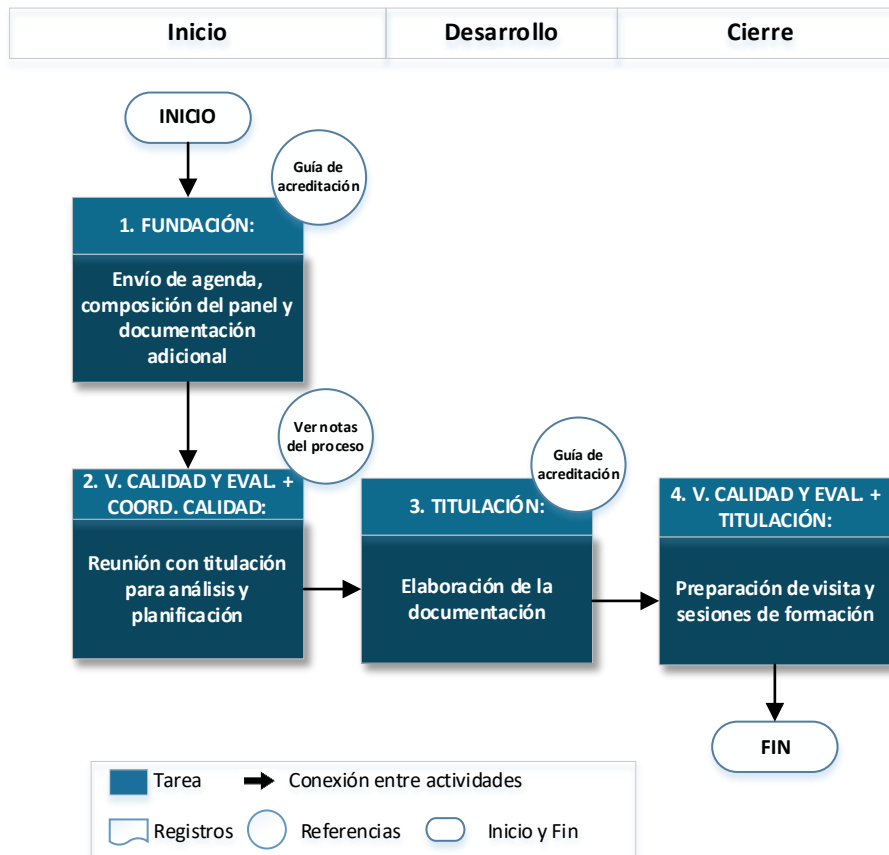 Inicio
Desarrollo
Cierre
INICIO
Guía de
acreditación
1. FUNDACIÓN:
Envío de agenda,
composición del panel y
documentación
adicional
Ver notas
del proceso
2. V. CALIDAD Y EVAL. +
COORD. CALIDAD:
Reunión con titulación
para análisis y
planificación
Guía de
acreditación
3. TITULACIÓN:
Elaboración de la
documentación
4. V. CALIDAD Y EVAL. +
TITULACIÓN:
Preparación de visita y
sesiones de formación
FIN
Tarea
Conexión entre actividades
Registros
Referencias
Inicio y Fin